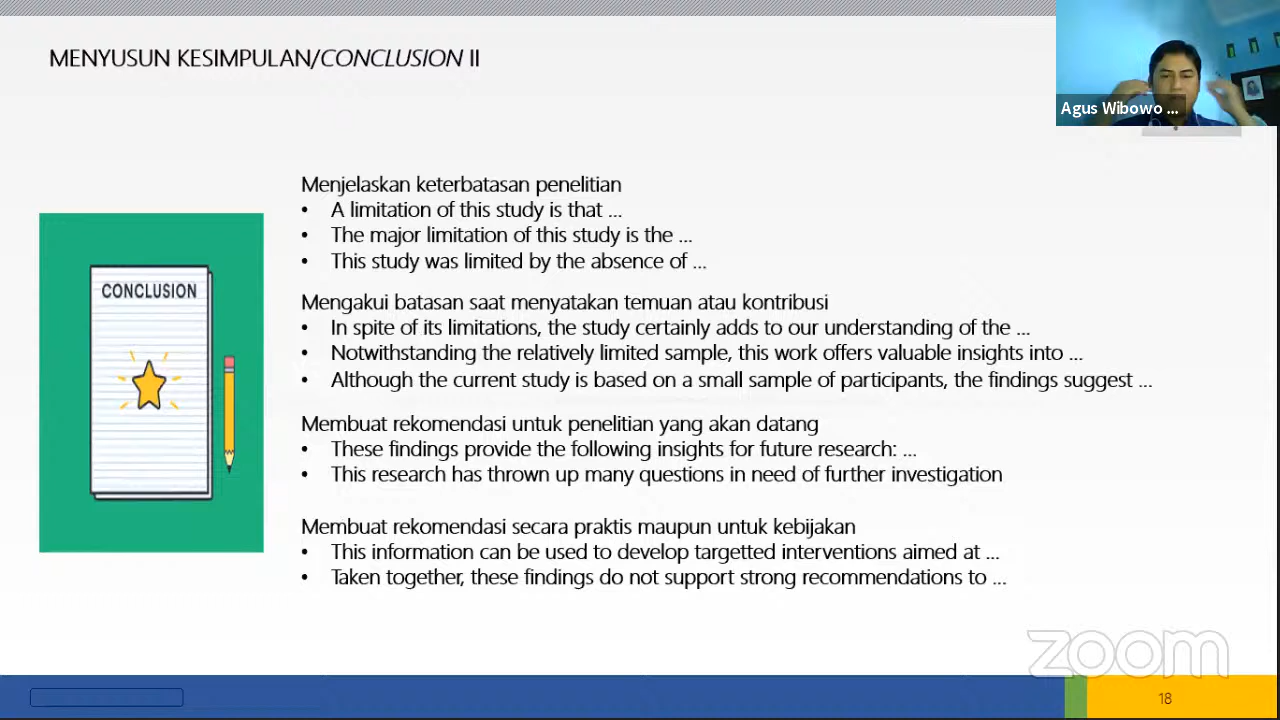 MENYUSUN KESIMPULAN/CONCLUSION II
Agus Wibowo ...
Menjelaskan keterbatasan penelitian
• A limitation of this study is that ...
• The major limitation of this study is the ...
• This study was limited by the absence of ...
CONCLUSION
Mengakui batasan saat menyatakan temuan atau kontribusi
• In spite of its limitations, the study certainly adds to our understanding of the ...
• Notwithstanding the relatively limited sample, this work offers valuable insights into ...
• Although the current study is based on a small sample of participants, the findings suggest ...
Membuat rekomendasi untuk penelitian yang akan datang
• These findings provide the following insights for future research: ...
• This research has thrown up many questions in need of further investigation
Membuat rekomendasi secara praktis maupun untuk kebijakan
• This information can be used to develop targetted interventions aimed at ...
• Taken together, these findings do not support strong recommendations to ...
zoom
18